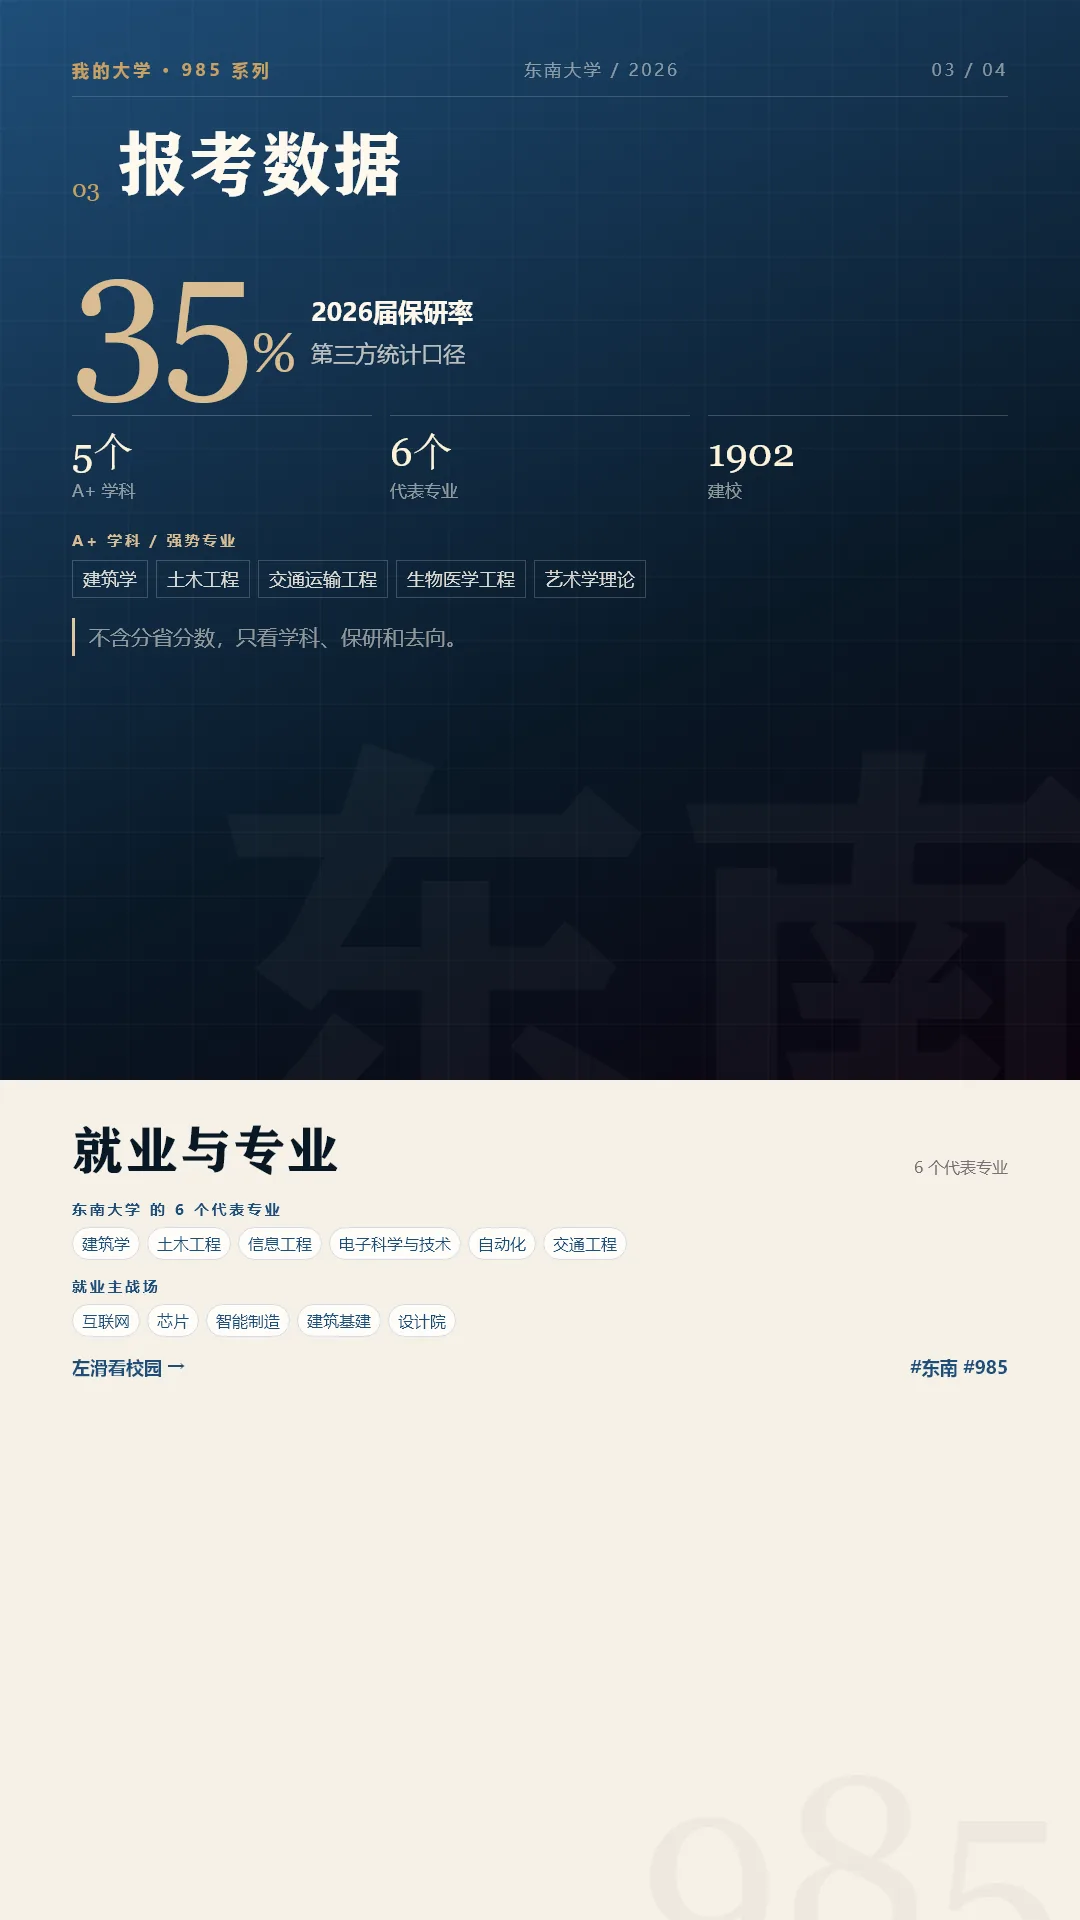 我的大学 • 985 系列
东南大学 / 2026
03 / 04
03 报考数据
35%
2026届保研率
第三方统计口径
5个
A+ 学科
6个
代表专业
1902
建校
A+ 学科 / 强势专业
建筑学 土木工程 交通运输工程 生物医学工程 艺术学理论
不含分省分数，只看学科、保研和去向。
东南
就业与专业
6 个代表专业
东南大学 的 6 个代表专业
建筑学 土木工程 信息工程 电子科学与技术 自动化 交通工程
就业主战场
互联网 芯片 智能制造 建筑基建 设计院
左滑看校园 →
#东南 #985
985